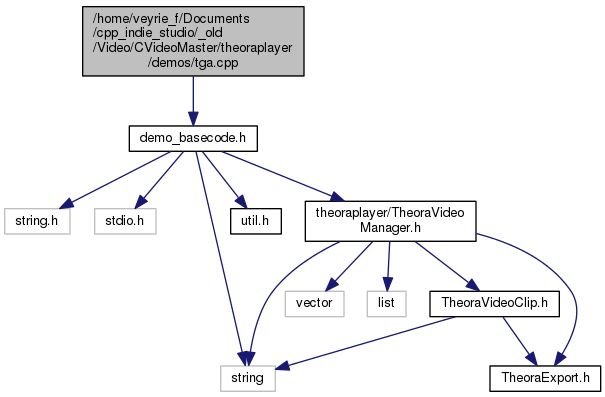 /home/veyrie_f/Documents
/cpp_indie_studio/_old
/Video/CVideoMaster/theoraplayer
/demos/tga.cpp
demo_basecode.h
string.h
stdio.h
util.h
theoraplayer/TheoraVideo
Manager.h
vector
list
TheoraVideoClip.h
string
TheoraExport.h